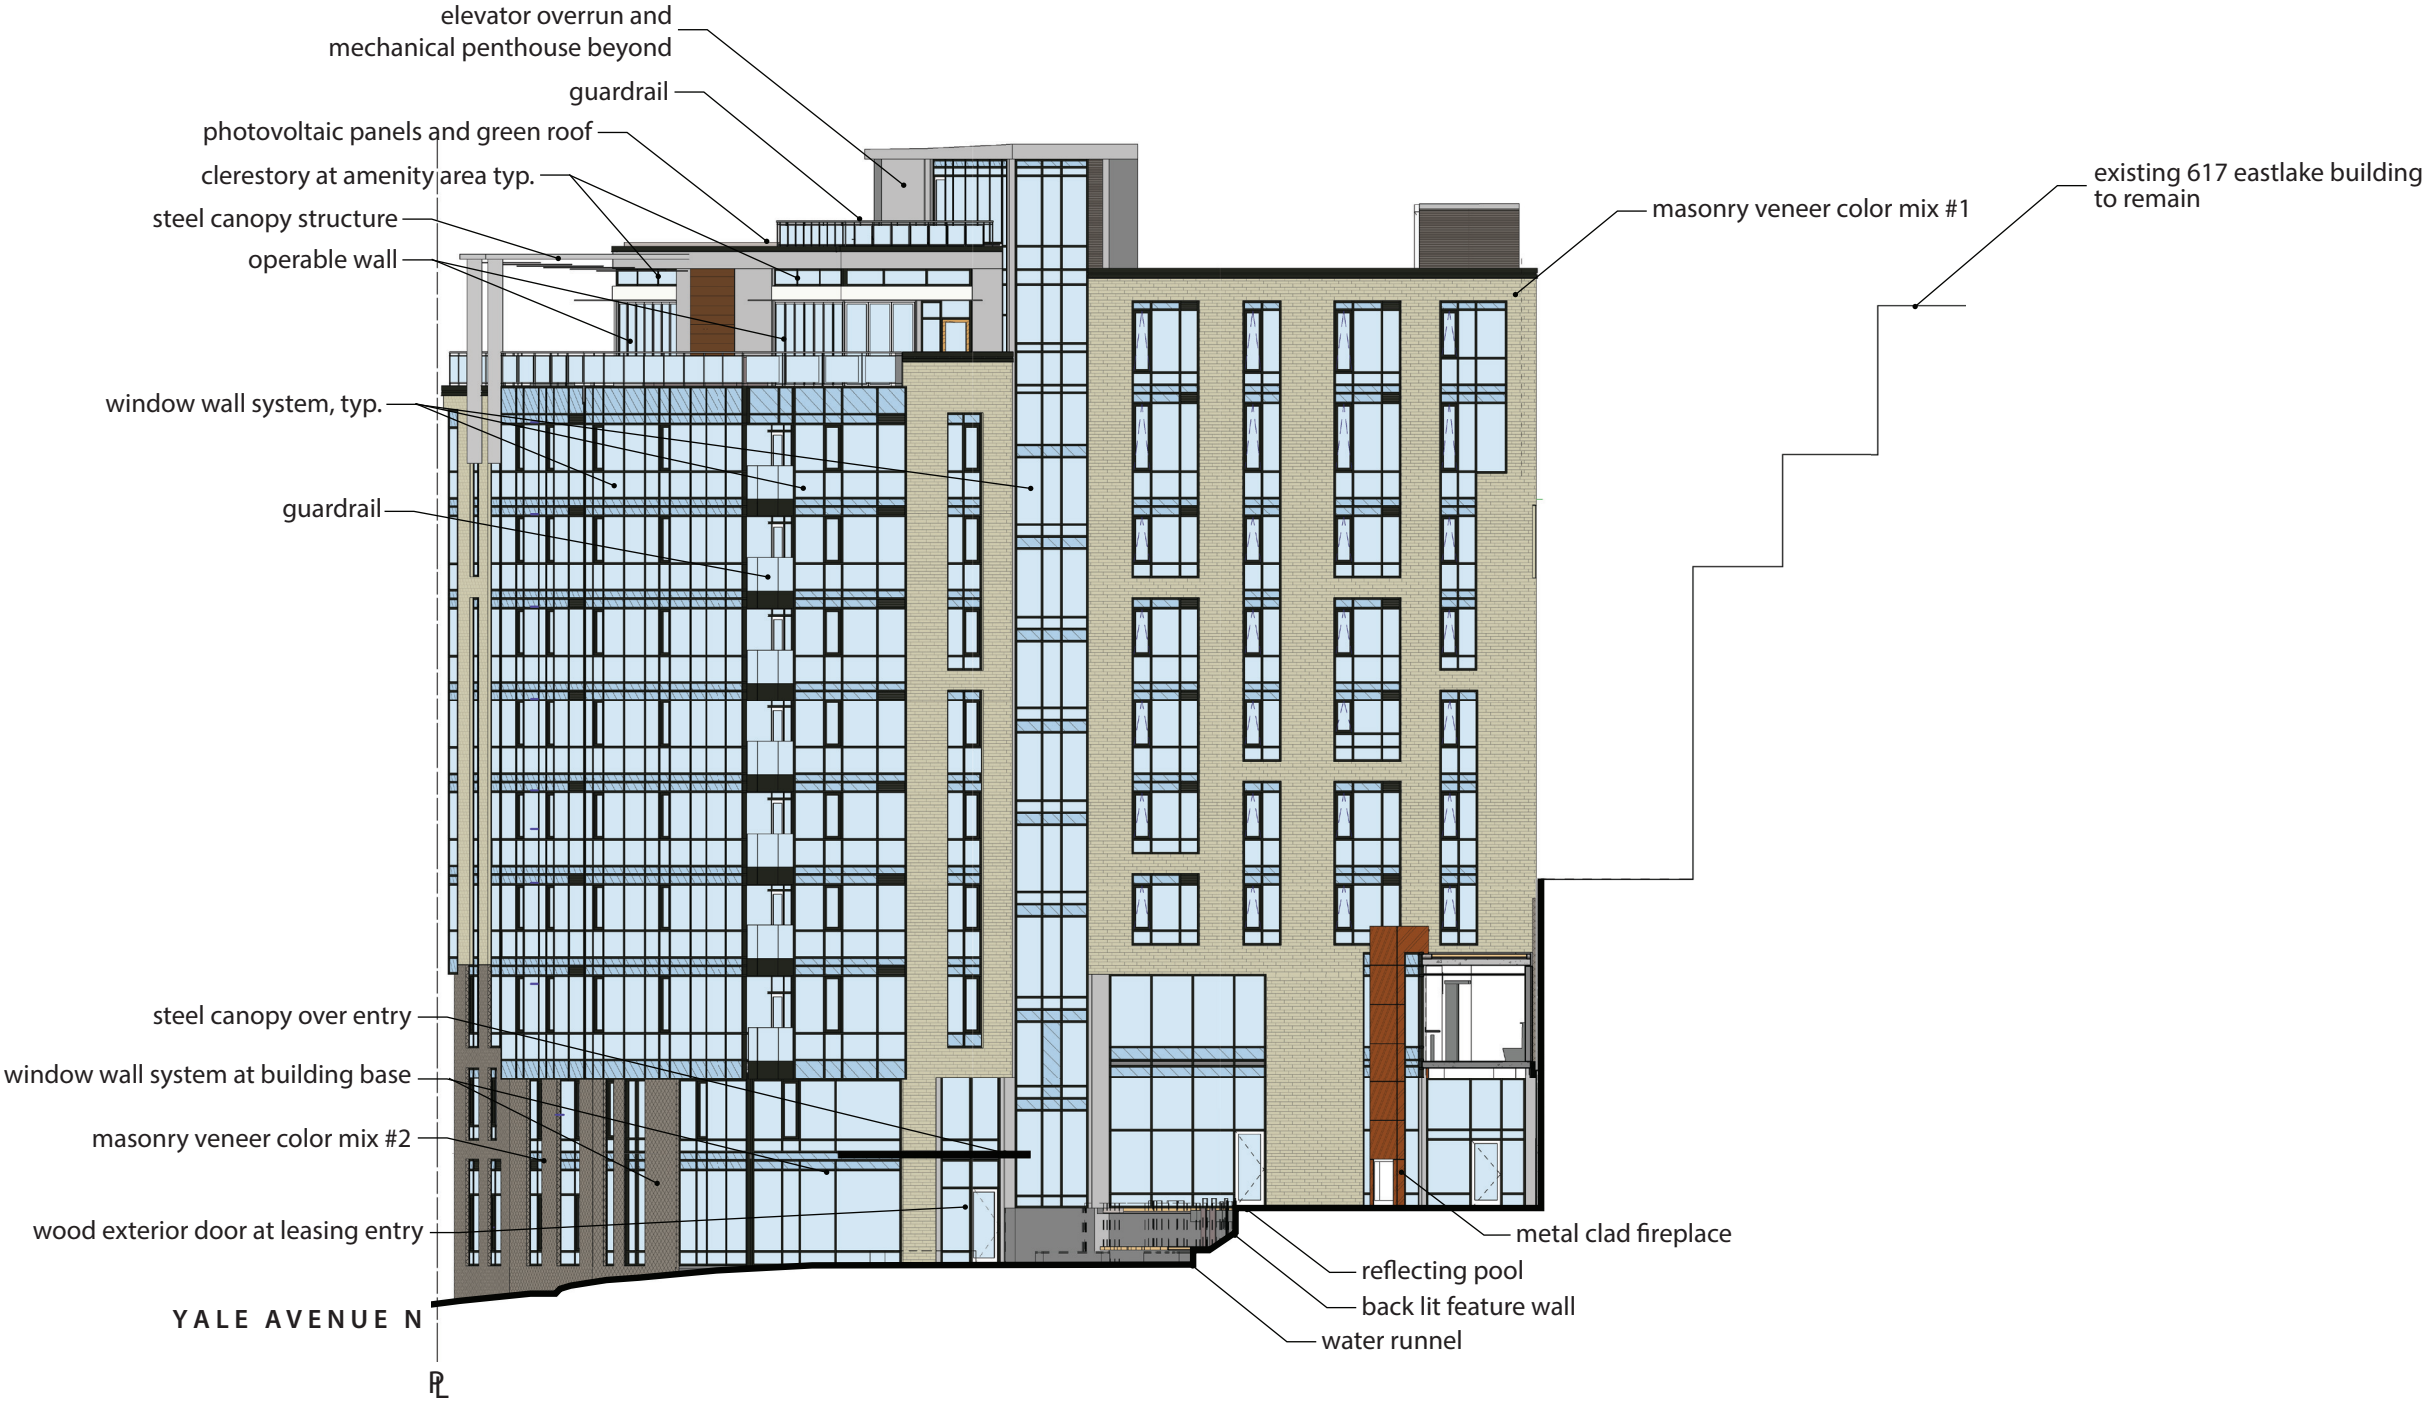 elevator overrun and
mechanical penthouse beyond
guardrail
photovoltaic panels and green roof
clerestory at amenity area typ.
steel canopy structure
operable wall
window wall system, typ.
guardrail
steel canopy over entry
window wall system at building base
masonry veneer color mix #2
wood exterior door at leasing entry
YALE AVENUE N
PL
existing 617 eastlake building
to remain
masonry veneer color mix #1
metal clad fireplace
reflecting pool
back lit feature wall
water runnel